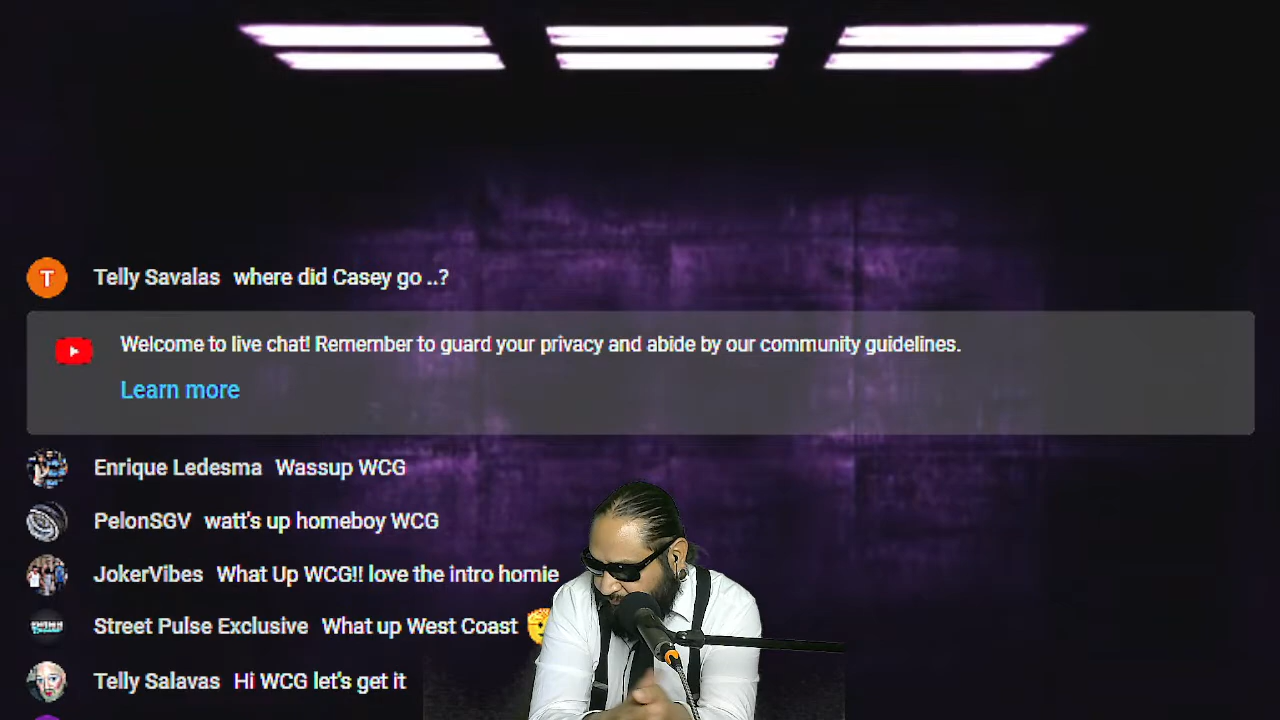 T
Telly Savalas where did Casey go ..?
Welcome to live chat! Remember to guard your privacy and abide by our community guidelines.
Learn more
Enrique Ledesma Wassup WCG
PelonSGV watt's up homeboy WCG
JokerVibes What Up WCG!! love the intro homie
Street Pulse Exclusive What up West Coast
Telly Salavas Hi WCG let's get it